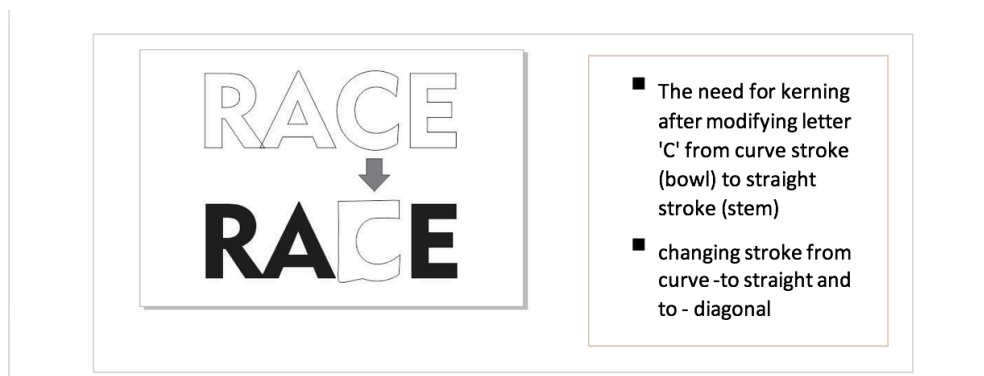 RACE
RACE
The need for kerning
after modifying letter
'C' from curve stroke
(bowl) to straight
stroke (stem)
changing stroke from
curve -to straight and
to - diagonal